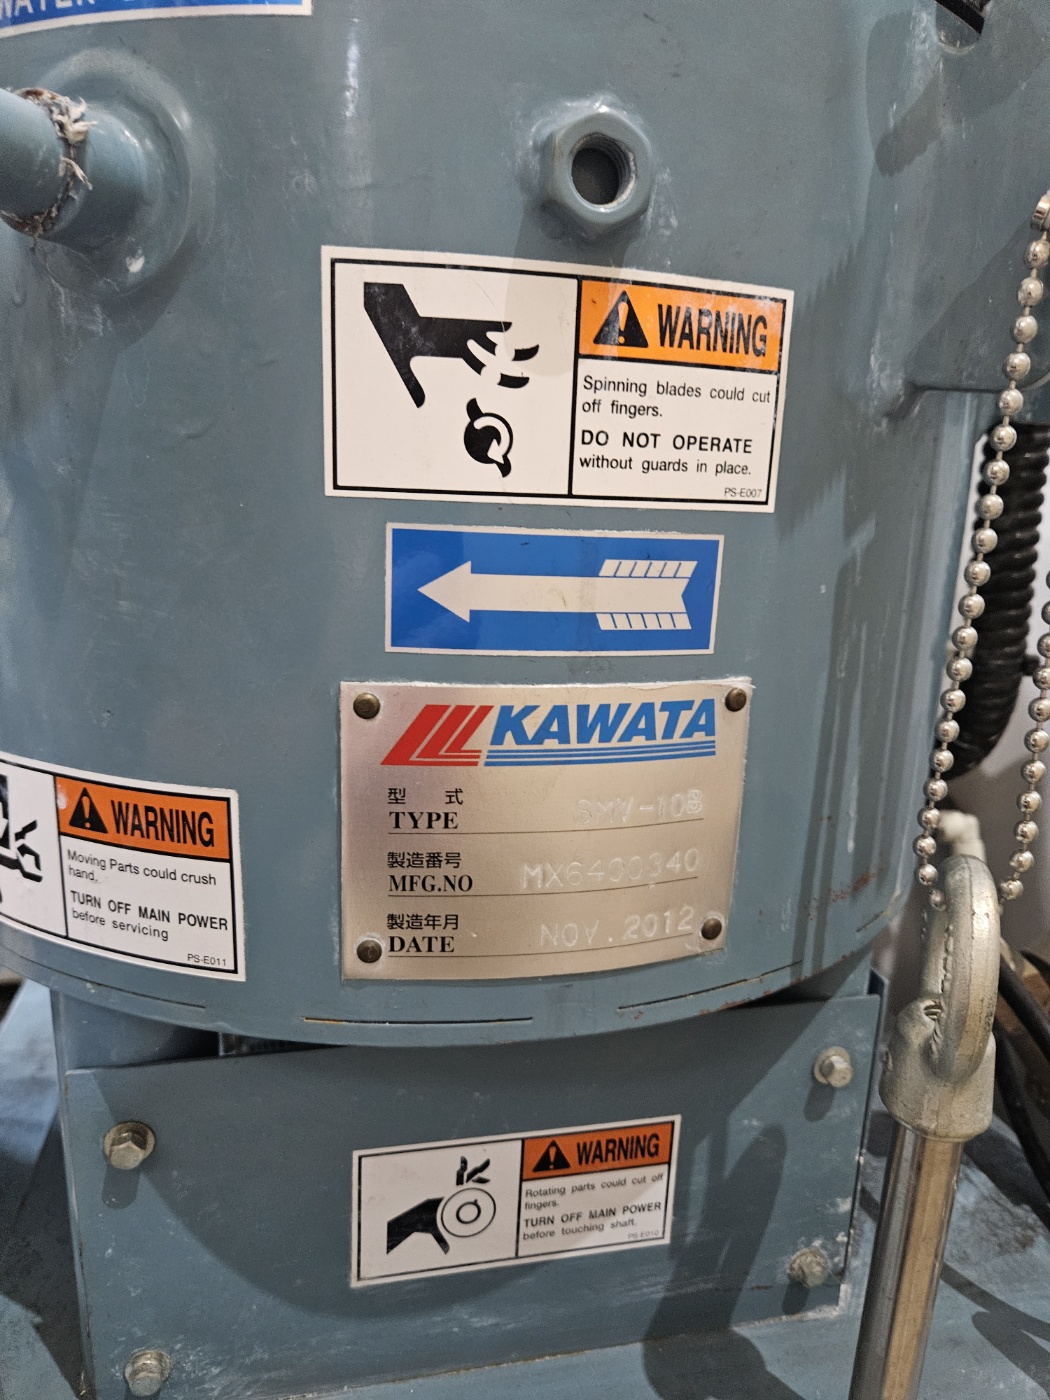 WATER
WARNING
Spinning blades could cut
off fingers.
DO NOT OPERATE
without guards in place.
PS-E007
KAWATA
型 式
TYPE SMV-10B
製造番号
MFG.NO MX6400340
製造年月
DATE NOV.2012
WARNING
Moving Parts could crush
hand.
TURN OFF MAIN POWER
before servicing
PS-E011
WARNING
Rotating parts could cut off
fingers.
TURN OFF MAIN POWER
before touching shaft.
PS-E010